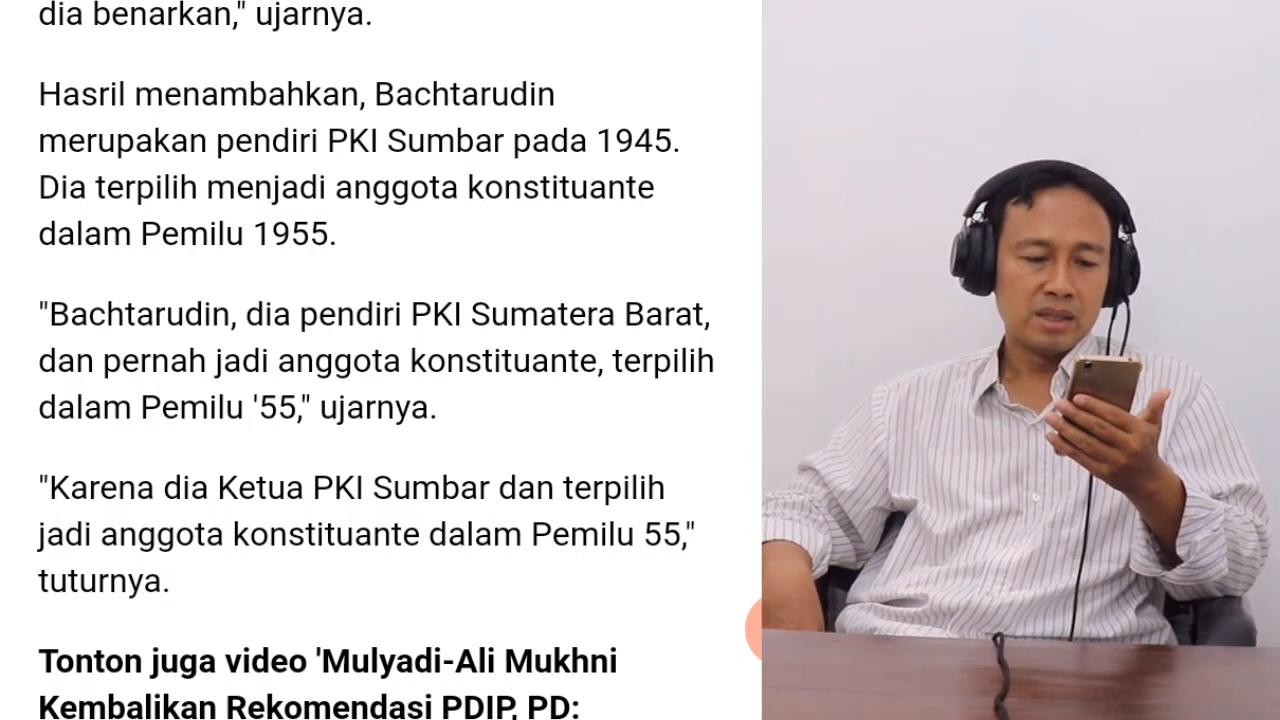 dia benarkan," ujarnya.
Hasril menambahkan, Bachtarudin
merupakan pendiri PKI Sumbar pada 1945.
Dia terpilih menjadi anggota konstituante
dalam Pemilu 1955.
"Bachtarudin, dia pendiri PKI Sumatera Barat,
dan pernah jadi anggota konstituante, terpilih
dalam Pemilu '55," ujarnya.
"Karena dia Ketua PKI Sumbar dan terpilih
jadi anggota konstituante dalam Pemilu 55,"
tuturnya.
Tonton juga video 'Mulyadi-Ali Mukhni
Kembalikan Rekomendasi PDIP, PD: